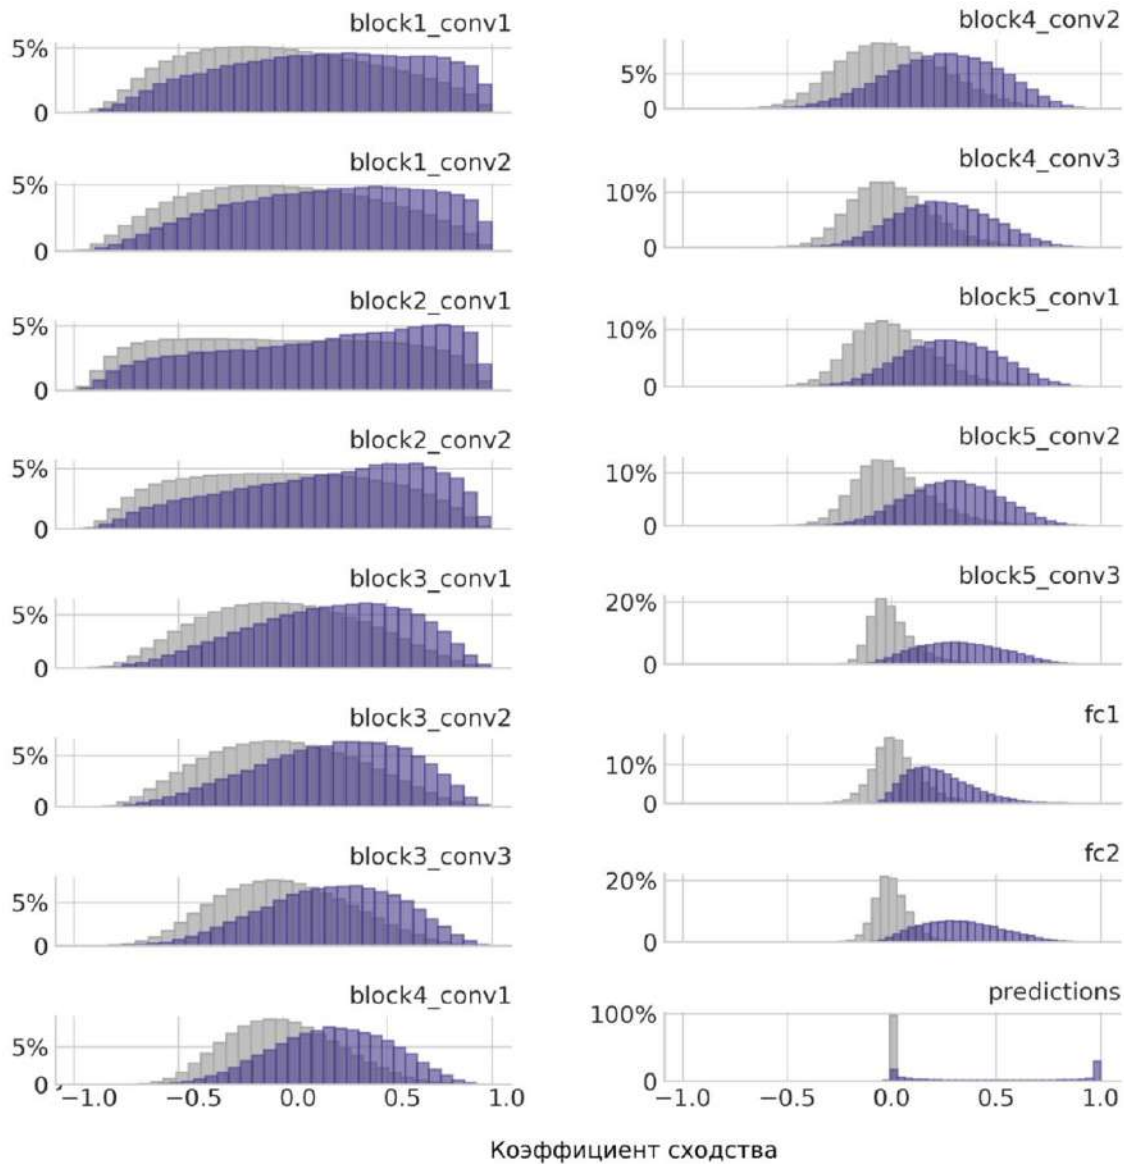 block1_conv1
5%
0
block1_conv2
5%
0
block2_conv1
5%
0
block2_conv2
5%
0
block3_conv1
5%
0
block3_conv2
5%
0
block3_conv3
5%
0
block4_conv1
5%
0
−1.0 −0.5 0.0 0.5 1.0
block4_conv2
5%
0
block4_conv3
10%
0
block5_conv1
10%
0
block5_conv2
10%
0
block5_conv3
20%
0
fc1
10%
0
fc2
20%
0
predictions
100%
0
−1.0 −0.5 0.0 0.5 1.0
Коэффициент сходства